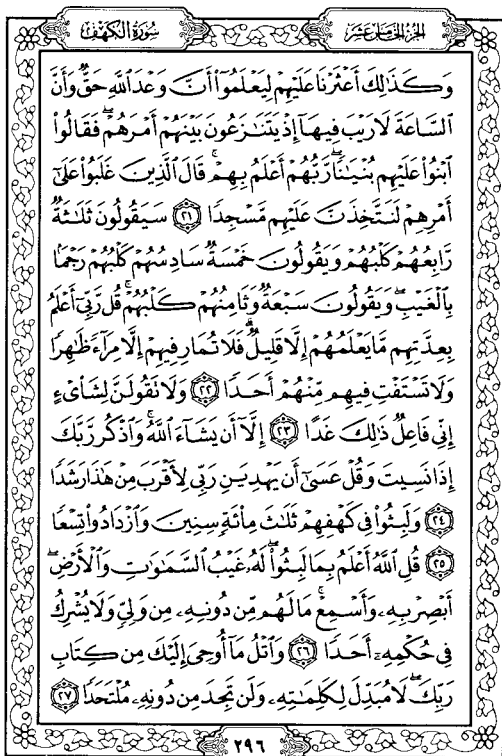 الجزء الخامس عشر
سورة الكهف
وَكَذَٰلِكَ أَعْثَرْنَا عَلَيْهِمْ لِيَعْلَمُوٓا۟ أَنَّ وَعْدَ ٱللَّهِ حَقٌّ وَأَنَّ
ٱلسَّاعَةَ لَا رَيْبَ فِيهَآ إِذْ يَتَنَٰزَعُونَ بَيْنَهُمْ أَمْرَهُمْ ۖ فَقَالُوا۟
ٱبْنُوا۟ عَلَيْهِم بُنْيَٰنًا ۖ رَّبُّهُمْ أَعْلَمُ بِهِمْ ۚ قَالَ ٱلَّذِينَ غَلَبُوا۟ عَلَىٰٓ
أَمْرِهِمْ لَنَتَّخِذَنَّ عَلَيْهِم مَّسْجِدًا ٢١ سَيَقُولُونَ ثَلَٰثَةٌ
رَّابِعُهُمْ كَلْبُهُمْ وَيَقُولُونَ خَمْسَةٌ سَادِسُهُمْ كَلْبُهُمْ رَجْمًۢا
بِٱلْغَيْبِ ۖ وَيَقُولُونَ سَبْعَةٌ وَثَامِنُهُمْ كَلْبُهُمْ ۚ قُل رَّبِّىٓ أَعْلَمُ
بِعِدَّتِهِم مَّا يَعْلَمُهُمْ إِلَّا قَلِيلٌ ۗ فَلَا تُمَارِ فِيهِمْ إِلَّا مِرَآءً ظَٰهِرًا
وَلَا تَسْتَفْتِ فِيهِم مِّنْهُمْ أَحَدًا ٢٢ وَلَا تَقُولَنَّ لِشَا۟ىْءٍ
إِنِّى فَاعِلٌ ذَٰلِكَ غَدًا ٢٣ إِلَّآ أَن يَشَآءَ ٱللَّهُ ۚ وَٱذْكُر رَّبَّكَ
إِذَا نَسِيتَ وَقُلْ عَسَىٰٓ أَن يَهْدِيَنِ رَبِّى لِأَقْرَبَ مِنْ هَٰذَا رَشَدًا
٢٤ وَلَبِثُوا۟ فِى كَهْفِهِمْ ثَلَٰثَ مِا۟ئَةٍ سِنِينَ وَٱزْدَادُوا۟ تِسْعًا
٢٥ قُلِ ٱللَّهُ أَعْلَمُ بِمَا لَبِثُوا۟ ۖ لَهُۥ غَيْبُ ٱلسَّمَٰوَٰتِ وَٱلْأَرْضِ ۖ
أَبْصِرْ بِهِۦ وَأَسْمِعْ ۚ مَا لَهُم مِّن دُونِهِۦ مِن وَلِىٍّ وَلَا يُشْرِكُ
فِى حُكْمِهِۦٓ أَحَدًا ٢٦ وَٱتْلُ مَآ أُوحِىَ إِلَيْكَ مِن كِتَابِ
رَبِّكَ ۖ لَا مُبَدِّلَ لِكَلِمَٰتِهِۦ وَلَن تَجِدَ مِن دُونِهِۦ مُلْتَحَدًا ٢٧
٢٩٦